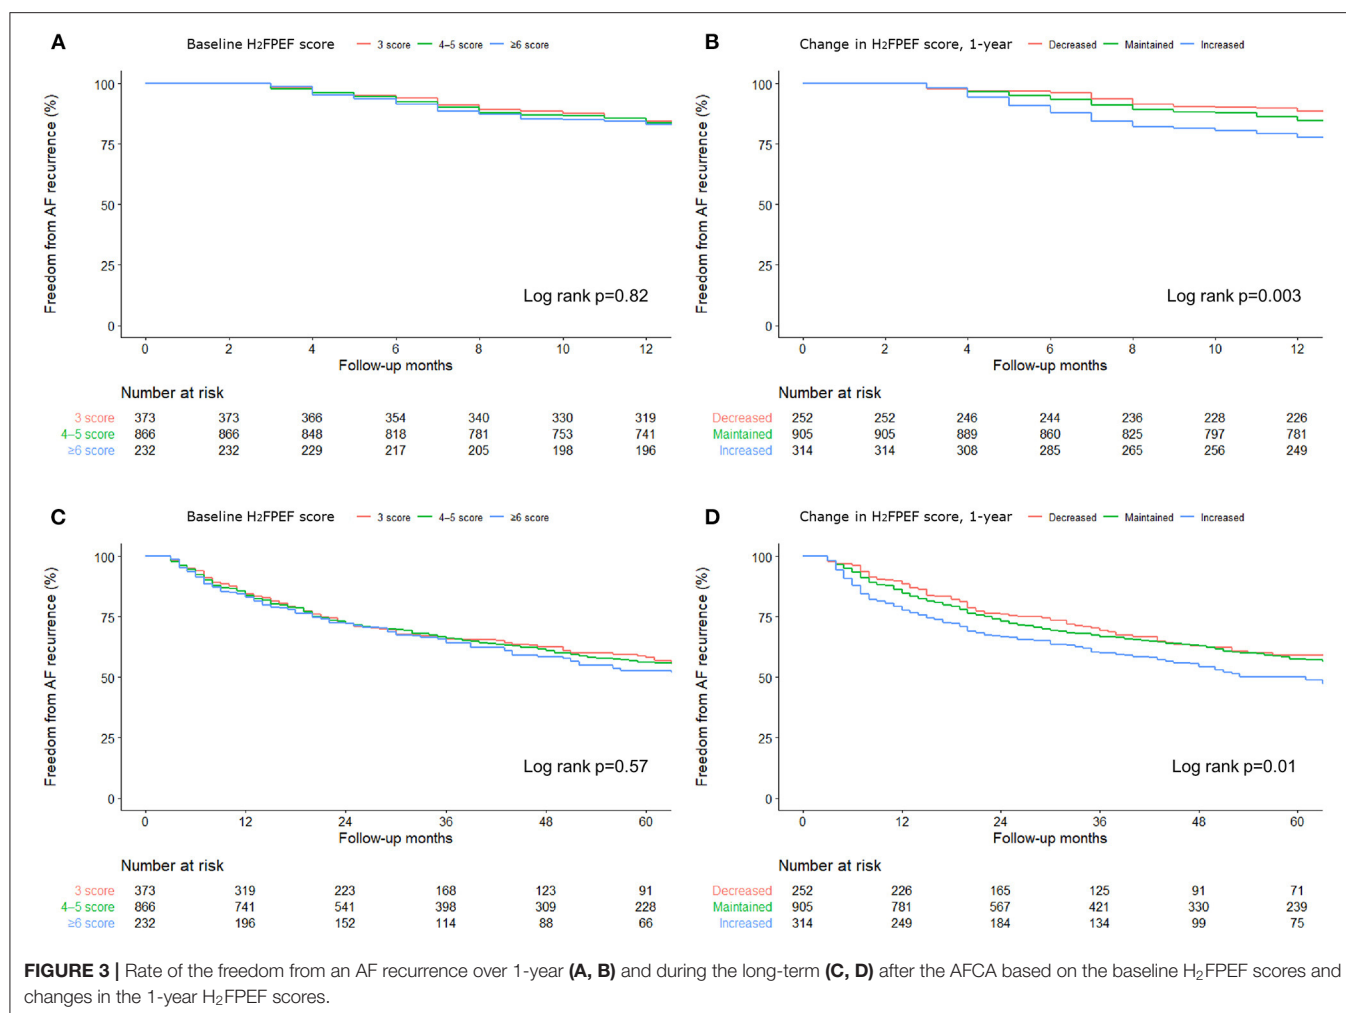 A
Baseline H2FPEF score 3 score 4–5 score ≥6 score
Freedom from AF recurrence (%)
100
75
50
25
0
Log rank p=0.82
0 2 4 6 8 10 12
Follow-up months
Number at risk
3 score 373 373 366 354 340 330 319
4–5 score 866 866 848 818 781 753 741
≥6 score 232 232 229 217 205 198 196
B
Change in H2FPEF score, 1-year Decreased Maintained Increased
Freedom from AF recurrence (%)
100
75
50
25
0
Log rank p=0.003
0 2 4 6 8 10 12
Follow-up months
Number at risk
Decreased 252 252 246 244 236 228 226
Maintained 905 905 889 860 825 797 781
Increased 314 314 308 285 265 256 249
C
Baseline H2FPEF score 3 score 4–5 score ≥6 score
Freedom from AF recurrence (%)
100
75
50
25
0
Log rank p=0.57
0 12 24 36 48 60
Follow-up months
Number at risk
3 score 373 319 223 168 123 91
4–5 score 866 741 541 398 309 228
≥6 score 232 196 152 114 88 66
D
Change in H2FPEF score, 1-year Decreased Maintained Increased
Freedom from AF recurrence (%)
100
75
50
25
0
Log rank p=0.01
0 12 24 36 48 60
Follow-up months
Number at risk
Decreased 252 226 165 125 91 71
Maintained 905 781 567 421 330 239
Increased 314 249 184 134 99 75
FIGURE 3 | Rate of the freedom from an AF recurrence over 1-year (A, B) and during the long-term (C, D) after the AFCA based on the baseline H2FPEF scores and
changes in the 1-year H2FPEF scores.